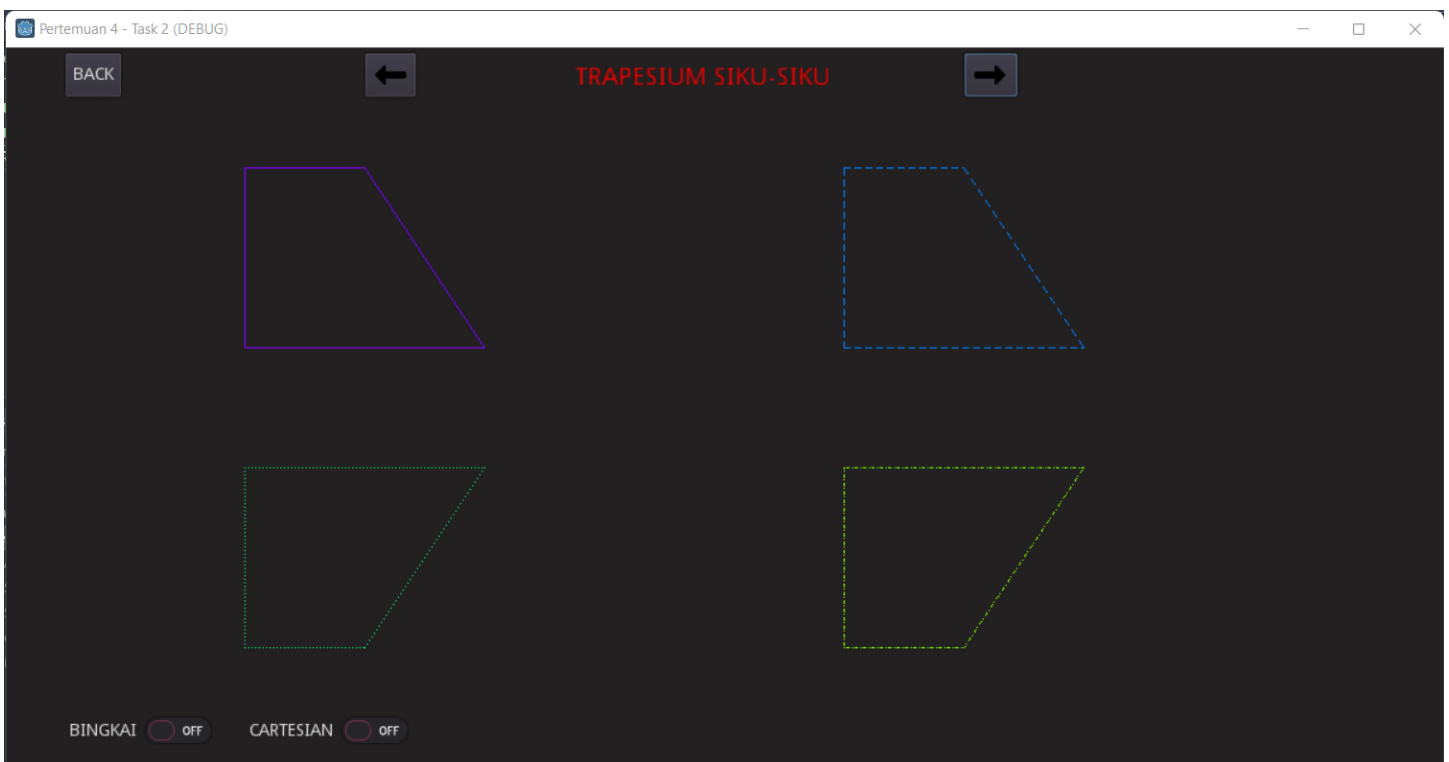 Pertemuan 4 - Task 2 (DEBUG)
BACK
TRAPESIUM SIKU-SIKU
BINGKAI OFF CARTESIAN OFF